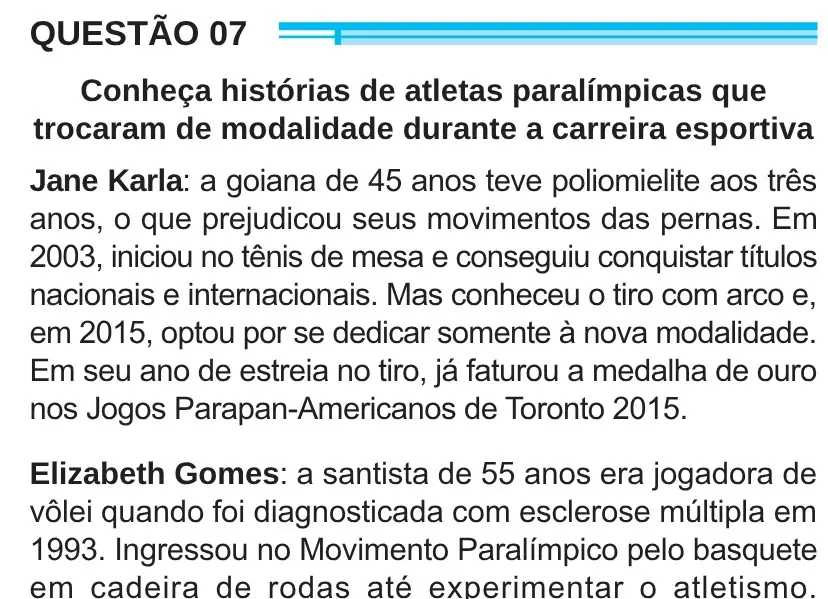 QUESTÃO 07
Conheça histórias de atletas paralímpicas que
trocaram de modalidade durante a carreira esportiva
Jane Karla: a goiana de 45 anos teve poliomielite aos três
anos, o que prejudicou seus movimentos das pernas. Em
2003, iniciou no tênis de mesa e conseguiu conquistar títulos
nacionais e internacionais. Mas conheceu o tiro com arco e,
em 2015, optou por se dedicar somente à nova modalidade.
Em seu ano de estreia no tiro, já faturou a medalha de ouro
nos Jogos Parapan-Americanos de Toronto 2015.
Elizabeth Gomes: a santista de 55 anos era jogadora de
vôlei quando foi diagnosticada com esclerose múltipla em
1993. Ingressou no Movimento Paralímpico pelo basquete
em cadeira de rodas até experimentar o atletismo.